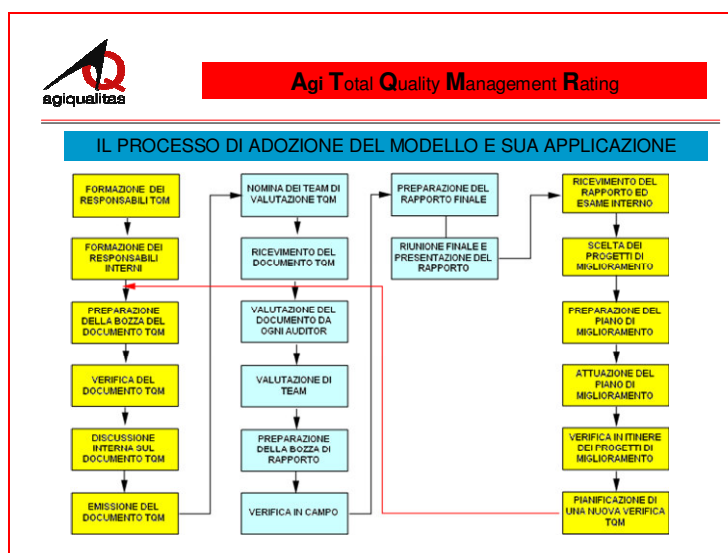 agiqualitas
Agi Total Quality Management Rating
IL PROCESSO DI ADOZIONE DEL MODELLO E SUA APPLICAZIONE
FORMAZIONE DEI
RESPONSABILI TQM
FORMAZIONE DEI
RESPONSABILI
INTERNI
PREPARAZIONE
DELLA BOZZA DEL
DOCUMENTO TQM
VERIFICA DEL
DOCUMENTO TQM
DISCUSSIONE
INTERNA SUL
DOCUMENTO TQM
EMISSIONE DEL
DOCUMENTO TQM
NOMINA DEI TEAM DI
VALUTAZIONE TQM
RICEVIMENTO DEL
DOCUMENTO TQM
VALUTAZIONE DEL
DOCUMENTO DA
OGNI AUDITOR
VALUTAZIONE DI
TEAM
PREPARAZIONE
DELLA BOZZA DI
RAPPORTO
VERIFICA IN CAMPO
PREPARAZIONE DEL
RAPPORTO FINALE
RIUNIONE FINALE E
PRESENTAZIONE DEL
RAPPORTO
RICEVIMENTO DEL
RAPPORTO ED
ESAME INTERNO
SCELTA DEI
PROGETTI DI
MIGLIORAMENTO
PREPARAZIONE DEL
PIANO DI
MIGLIORAMENTO
ATTUAZIONE DEL
PIANO DI
MIGLIORAMENTO
VERIFICA IN ITINERE
DEI PROGETTI DI
MIGLIORAMENTO
PIANIFICAZIONE DI
UNA NUOVA VERIFICA
TQM